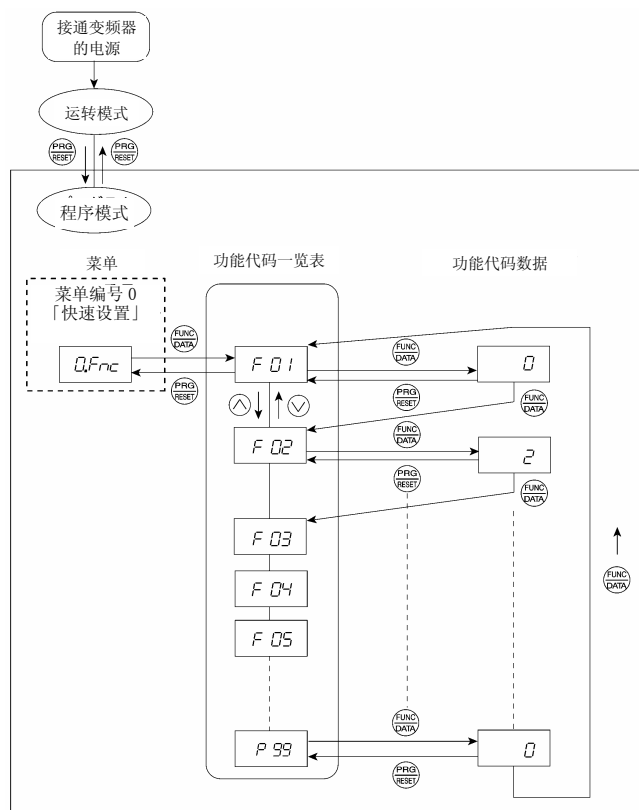 接通变频器
的电源
运转模式
PRG
RESET
PRG
RESET
程序模式
菜单
功能代码一览表
功能代码数据
菜单编号0
「快速设置」
FUNC
DATA
0.Fnc
PRG
RESET
F 01
FUNC
DATA
0
PRG
RESET
FUNC
DATA
F 02
FUNC
DATA
2
PRG
RESET
FUNC
DATA
F 03
FUNC
DATA
F 04
F 05
FUNC
DATA
P 99
0
PRG
RESET